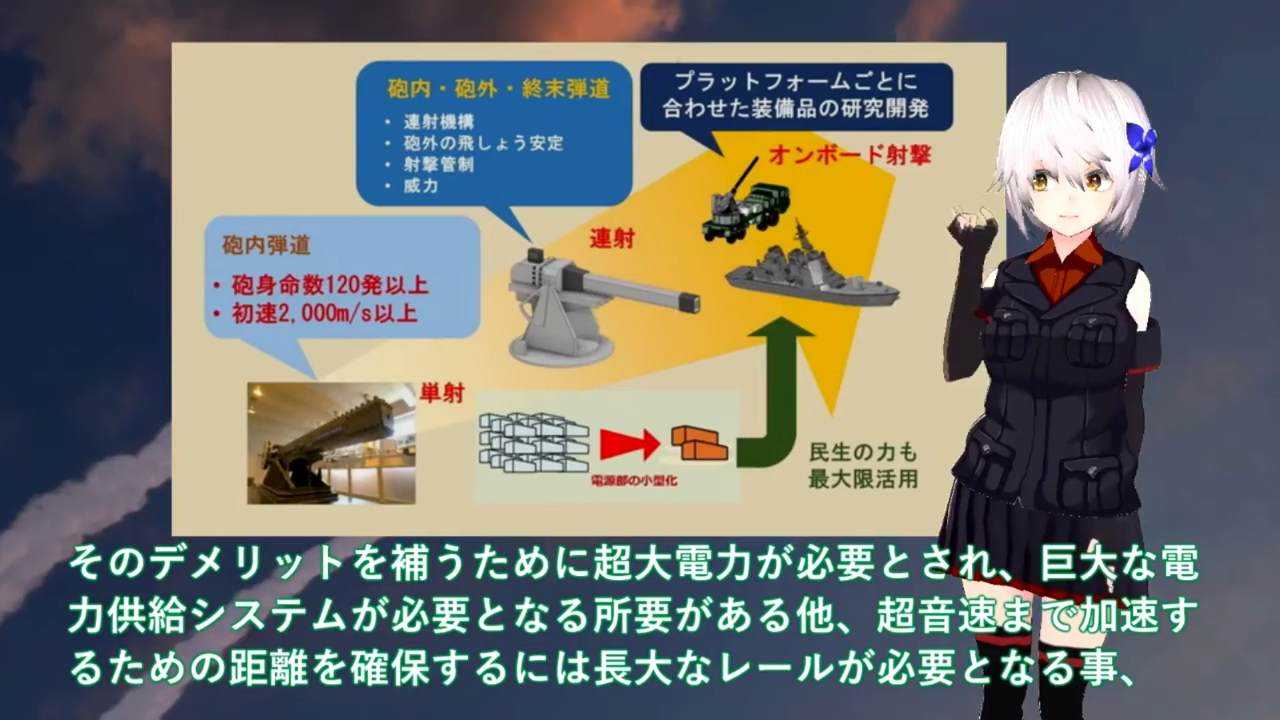 砲内・砲外・終末弾道
・ 連射機構
・ 砲外の飛しょう安定
・ 射撃管制
・ 威力
プラットフォームごとに
合わせた装備品の研究開発
オンボード射撃
連射
砲内弾道
・ 砲身命数120発以上
・ 初速2,000m/s以上
単射
電源部の小型化
民生の力も
最大限活用
そのデメリットを補うために超大電力が必要とされ、巨大な電
力供給システムが必要となる所要がある他、超音速まで加速す
るための距離を確保するには長大なレールが必要となる事、